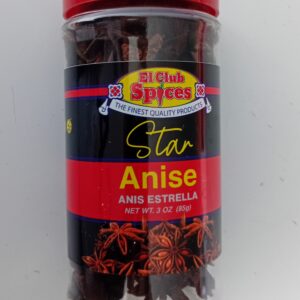 El Club
Spices
THE FINEST QUALITY PRODUCTS
Star
Anise
ANIS ESTRELLA
NET WT. 3 OZ (85g)